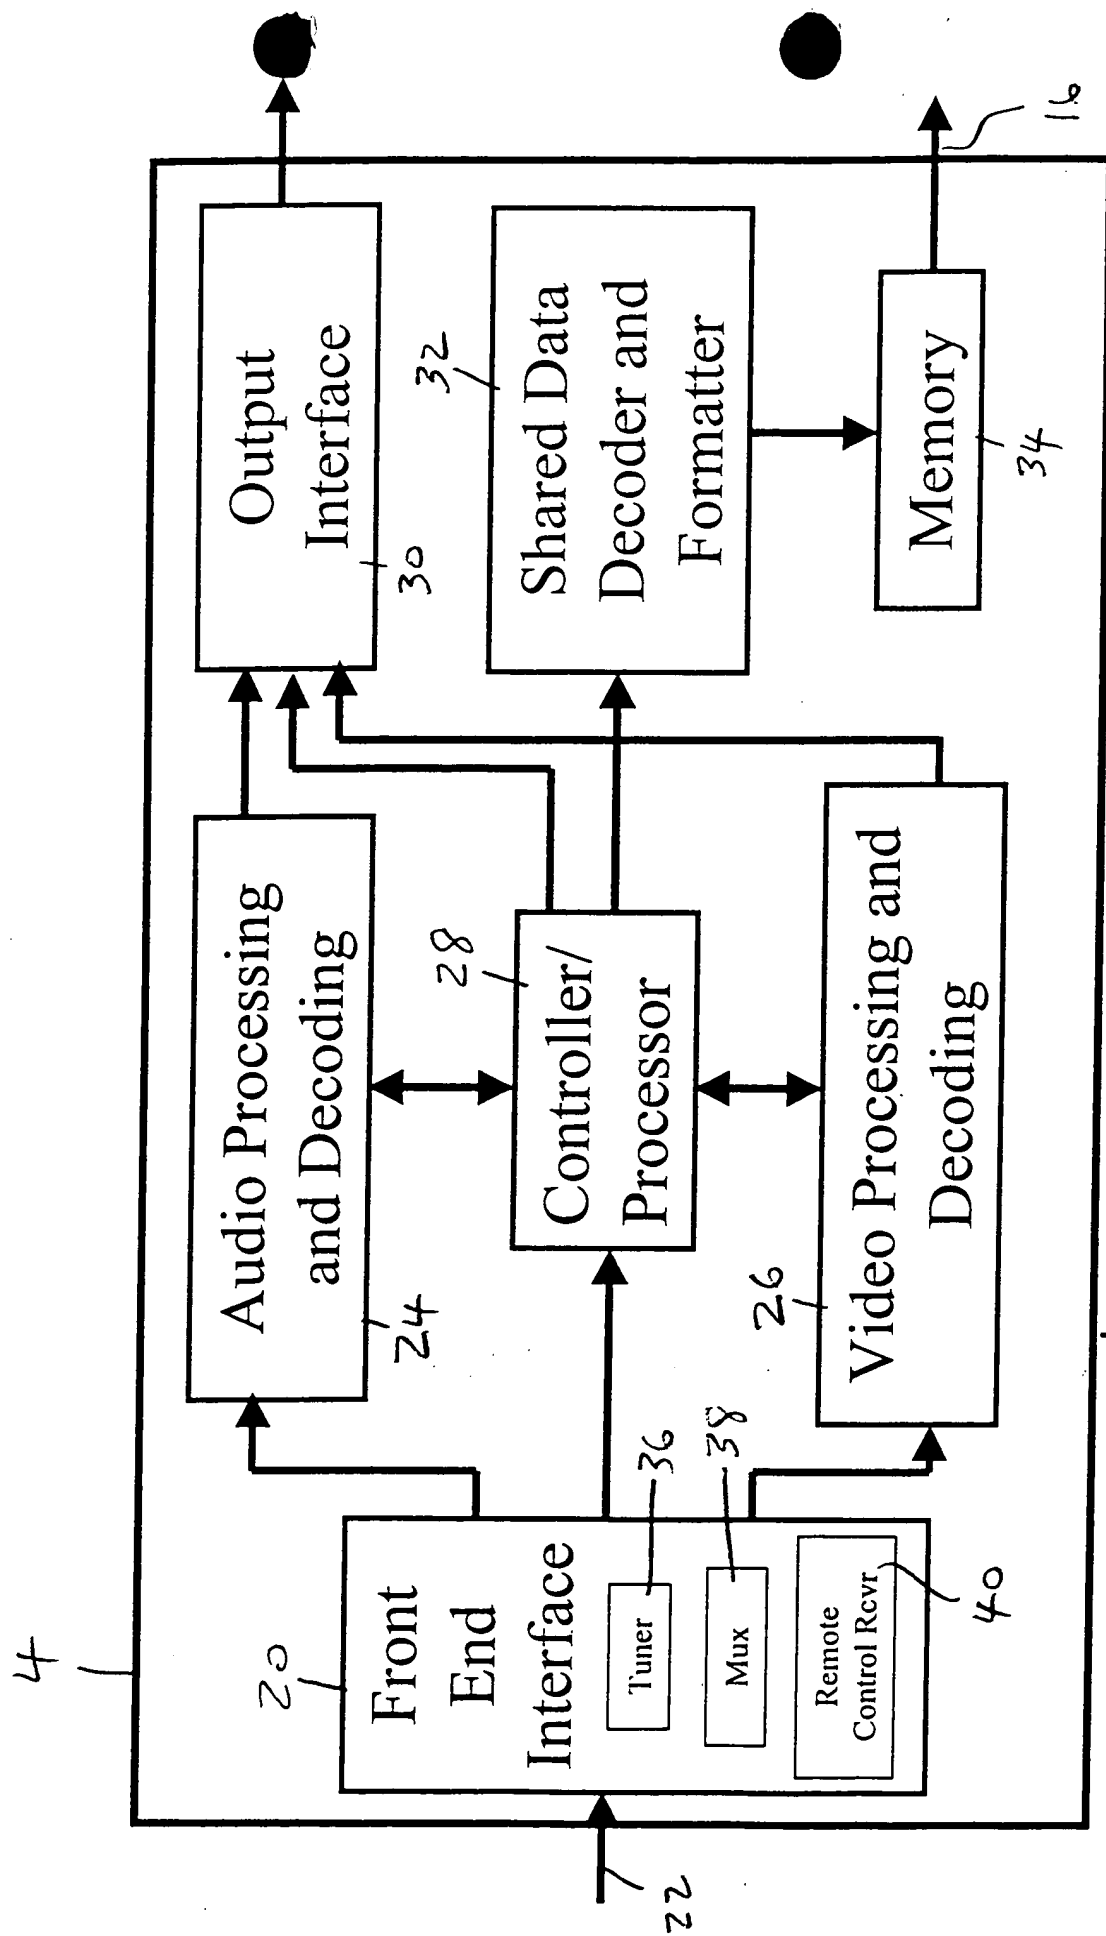 4
20
Front
End
Interface
Tuner
36
Mux
38
Remote
Control Rcvr
40
22
Audio Processing
and Decoding
24
28
Controller/
Processor
26
Video Processing and
Decoding
Output
Interface
30
32
Shared Data
Decoder and
Formatter
Memory
34
16